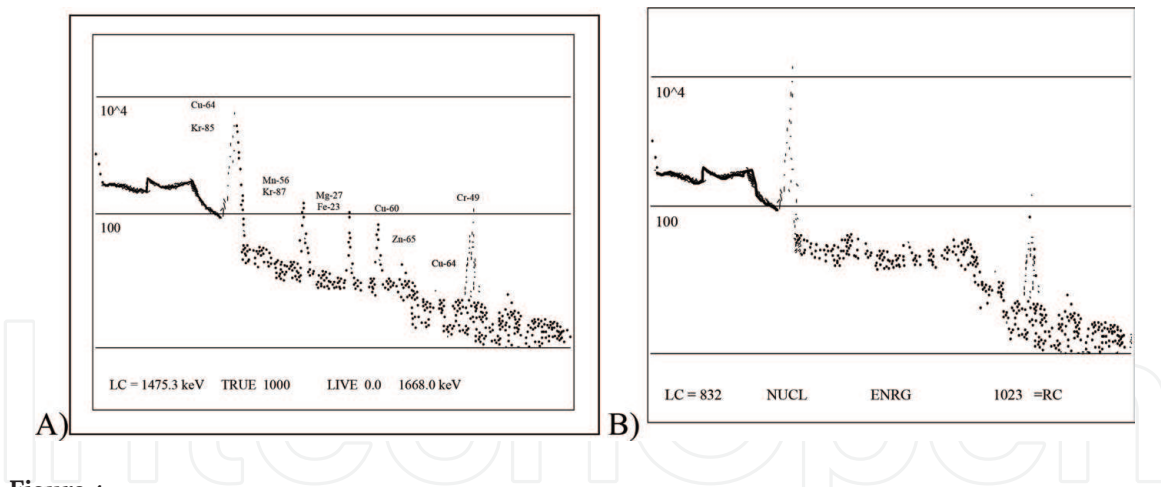 10^4
Cu-64
Kr-85
Mn-56
Kr-87
Mg-27
Fe-23
Cu-60
Cr-49
100
Zn-65
Cu-64
LC = 1475.3 keV TRUE 1000 LIVE 0.0 1668.0 keV
A)
10^4
100
LC = 832 NUCL ENRG 1023 =RC
B)
IntechOpen